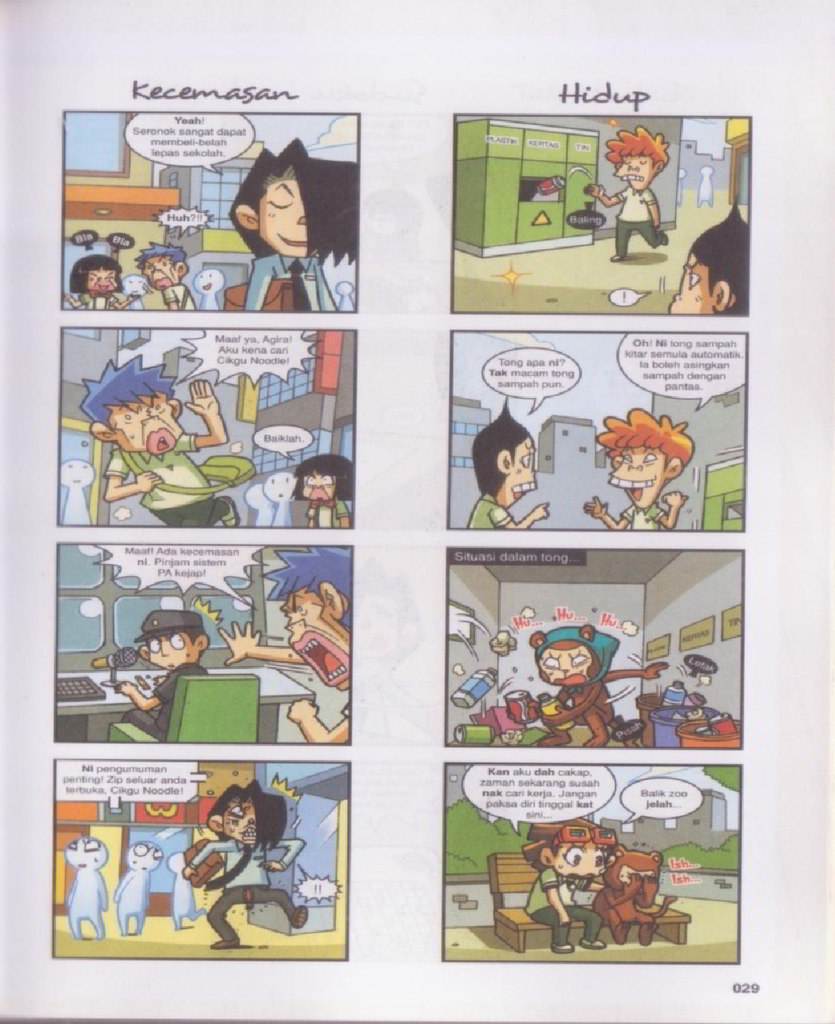 Kecemasan
Yeah!
Seronok sangat dapat
membeli-belah
lepas sekolah.
Huh?!!
Bla
Bla
Maaf ya, Agira!
Aku kena cari
Cikgu Noodle!
Baiklah.
Maaf! Ada kecemasan
ni. Pinjam sistem
PA kejap!
Ni pengumuman
penting! Zip seluar anda
terbuka, Cikgu Noodle!
!!
Hidup
PLASTIK
KERTAS
TIN
Baling
!
Tong apa ni?
Tak macam tong
sampah pun.
Oh! Ni tong sampah
kitar semula automatik.
Ia boleh asingkan
sampah dengan
pantas.
Situasi dalam tong...
Hu... Hu... Hu...
KERTAS
TIN
Letak
Pisah
Kan aku dah cakap,
zaman sekarang susah
nak cari kerja. Jangan
paksa diri tinggal kat
sini...
Balik zoo
jelah...
Ish...
Ish...
029